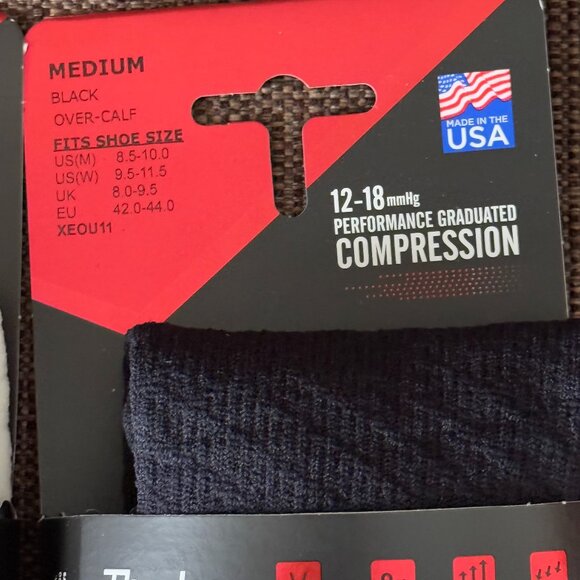 MEDIUM
BLACK
OVER-CALF
FITS SHOE SIZE
US(M) 8.5-10.0
US(W) 9.5-11.5
UK 8.0-9.5
EU 42.0-44.0
XEOU11
MADE IN THE
USA
12-18 mmHg
PERFORMANCE GRADUATED
COMPRESSION